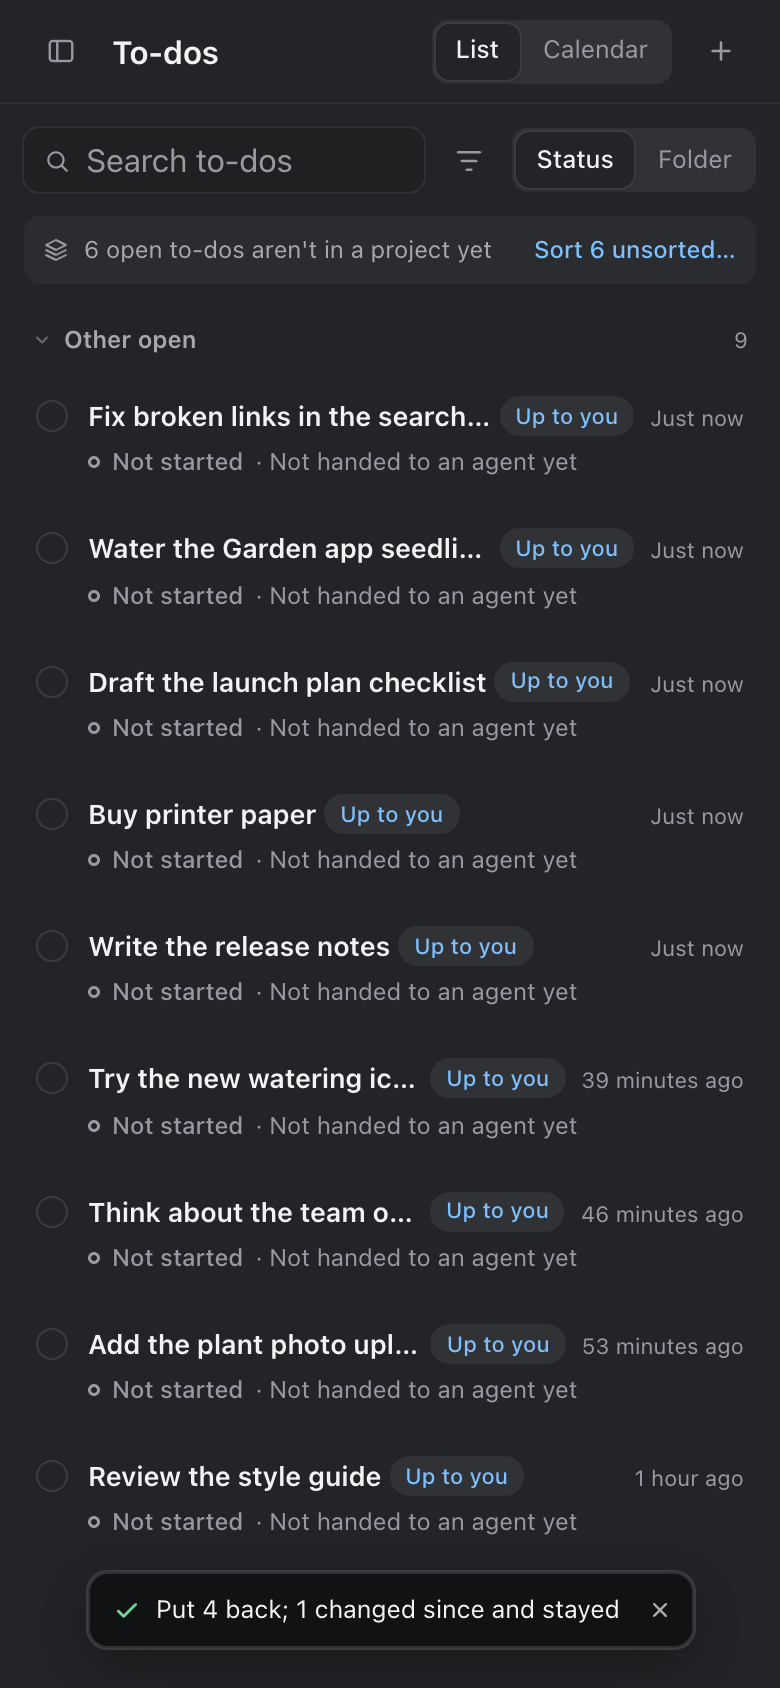 To-dos
List
Calendar
Search to-dos
Status
Folder
6 open to-dos aren't in a project yet
Sort 6 unsorted...
Other open
9
Fix broken links in the search...
Up to you
Just now
Not started · Not handed to an agent yet
Water the Garden app seedli...
Up to you
Just now
Not started · Not handed to an agent yet
Draft the launch plan checklist
Up to you
Just now
Not started · Not handed to an agent yet
Buy printer paper
Up to you
Just now
Not started · Not handed to an agent yet
Write the release notes
Up to you
Just now
Not started · Not handed to an agent yet
Try the new watering ic...
Up to you
39 minutes ago
Not started · Not handed to an agent yet
Think about the team o...
Up to you
46 minutes ago
Not started · Not handed to an agent yet
Add the plant photo upl...
Up to you
53 minutes ago
Not started · Not handed to an agent yet
Review the style guide
Up to you
1 hour ago
Not started · Not handed to an agent yet
Put 4 back; 1 changed since and stayed